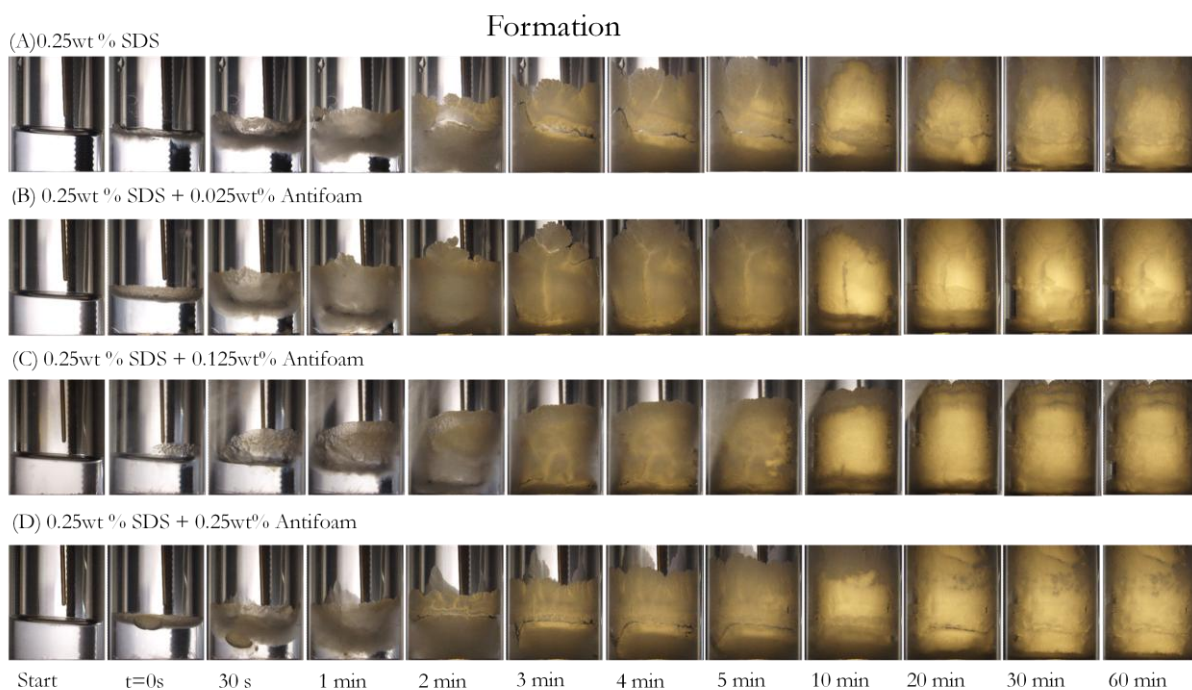 Formation
(A)0.25wt % SDS
(B) 0.25wt % SDS + 0.025wt% Antifoam
(C) 0.25wt % SDS + 0.125wt% Antifoam
(D) 0.25wt % SDS + 0.25wt% Antifoam
Start t=0s 30 s 1 min 2 min 3 min 4 min 5 min 10 min 20 min 30 min 60 min